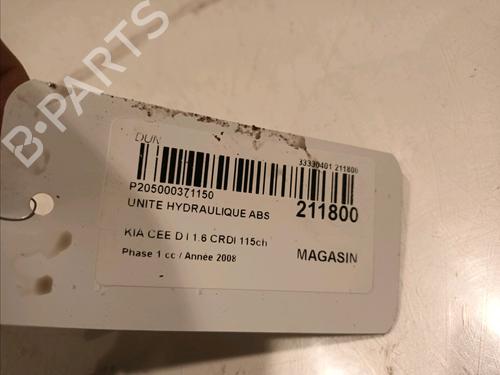 B-PARTS
DUN
33330401 211800
P205000371150
UNITE HYDRAULIQUE ABS
211800
KIA CEE D I 1.6 CRDI 115ch
Phase 1 cc / Année 2008
MAGASIN